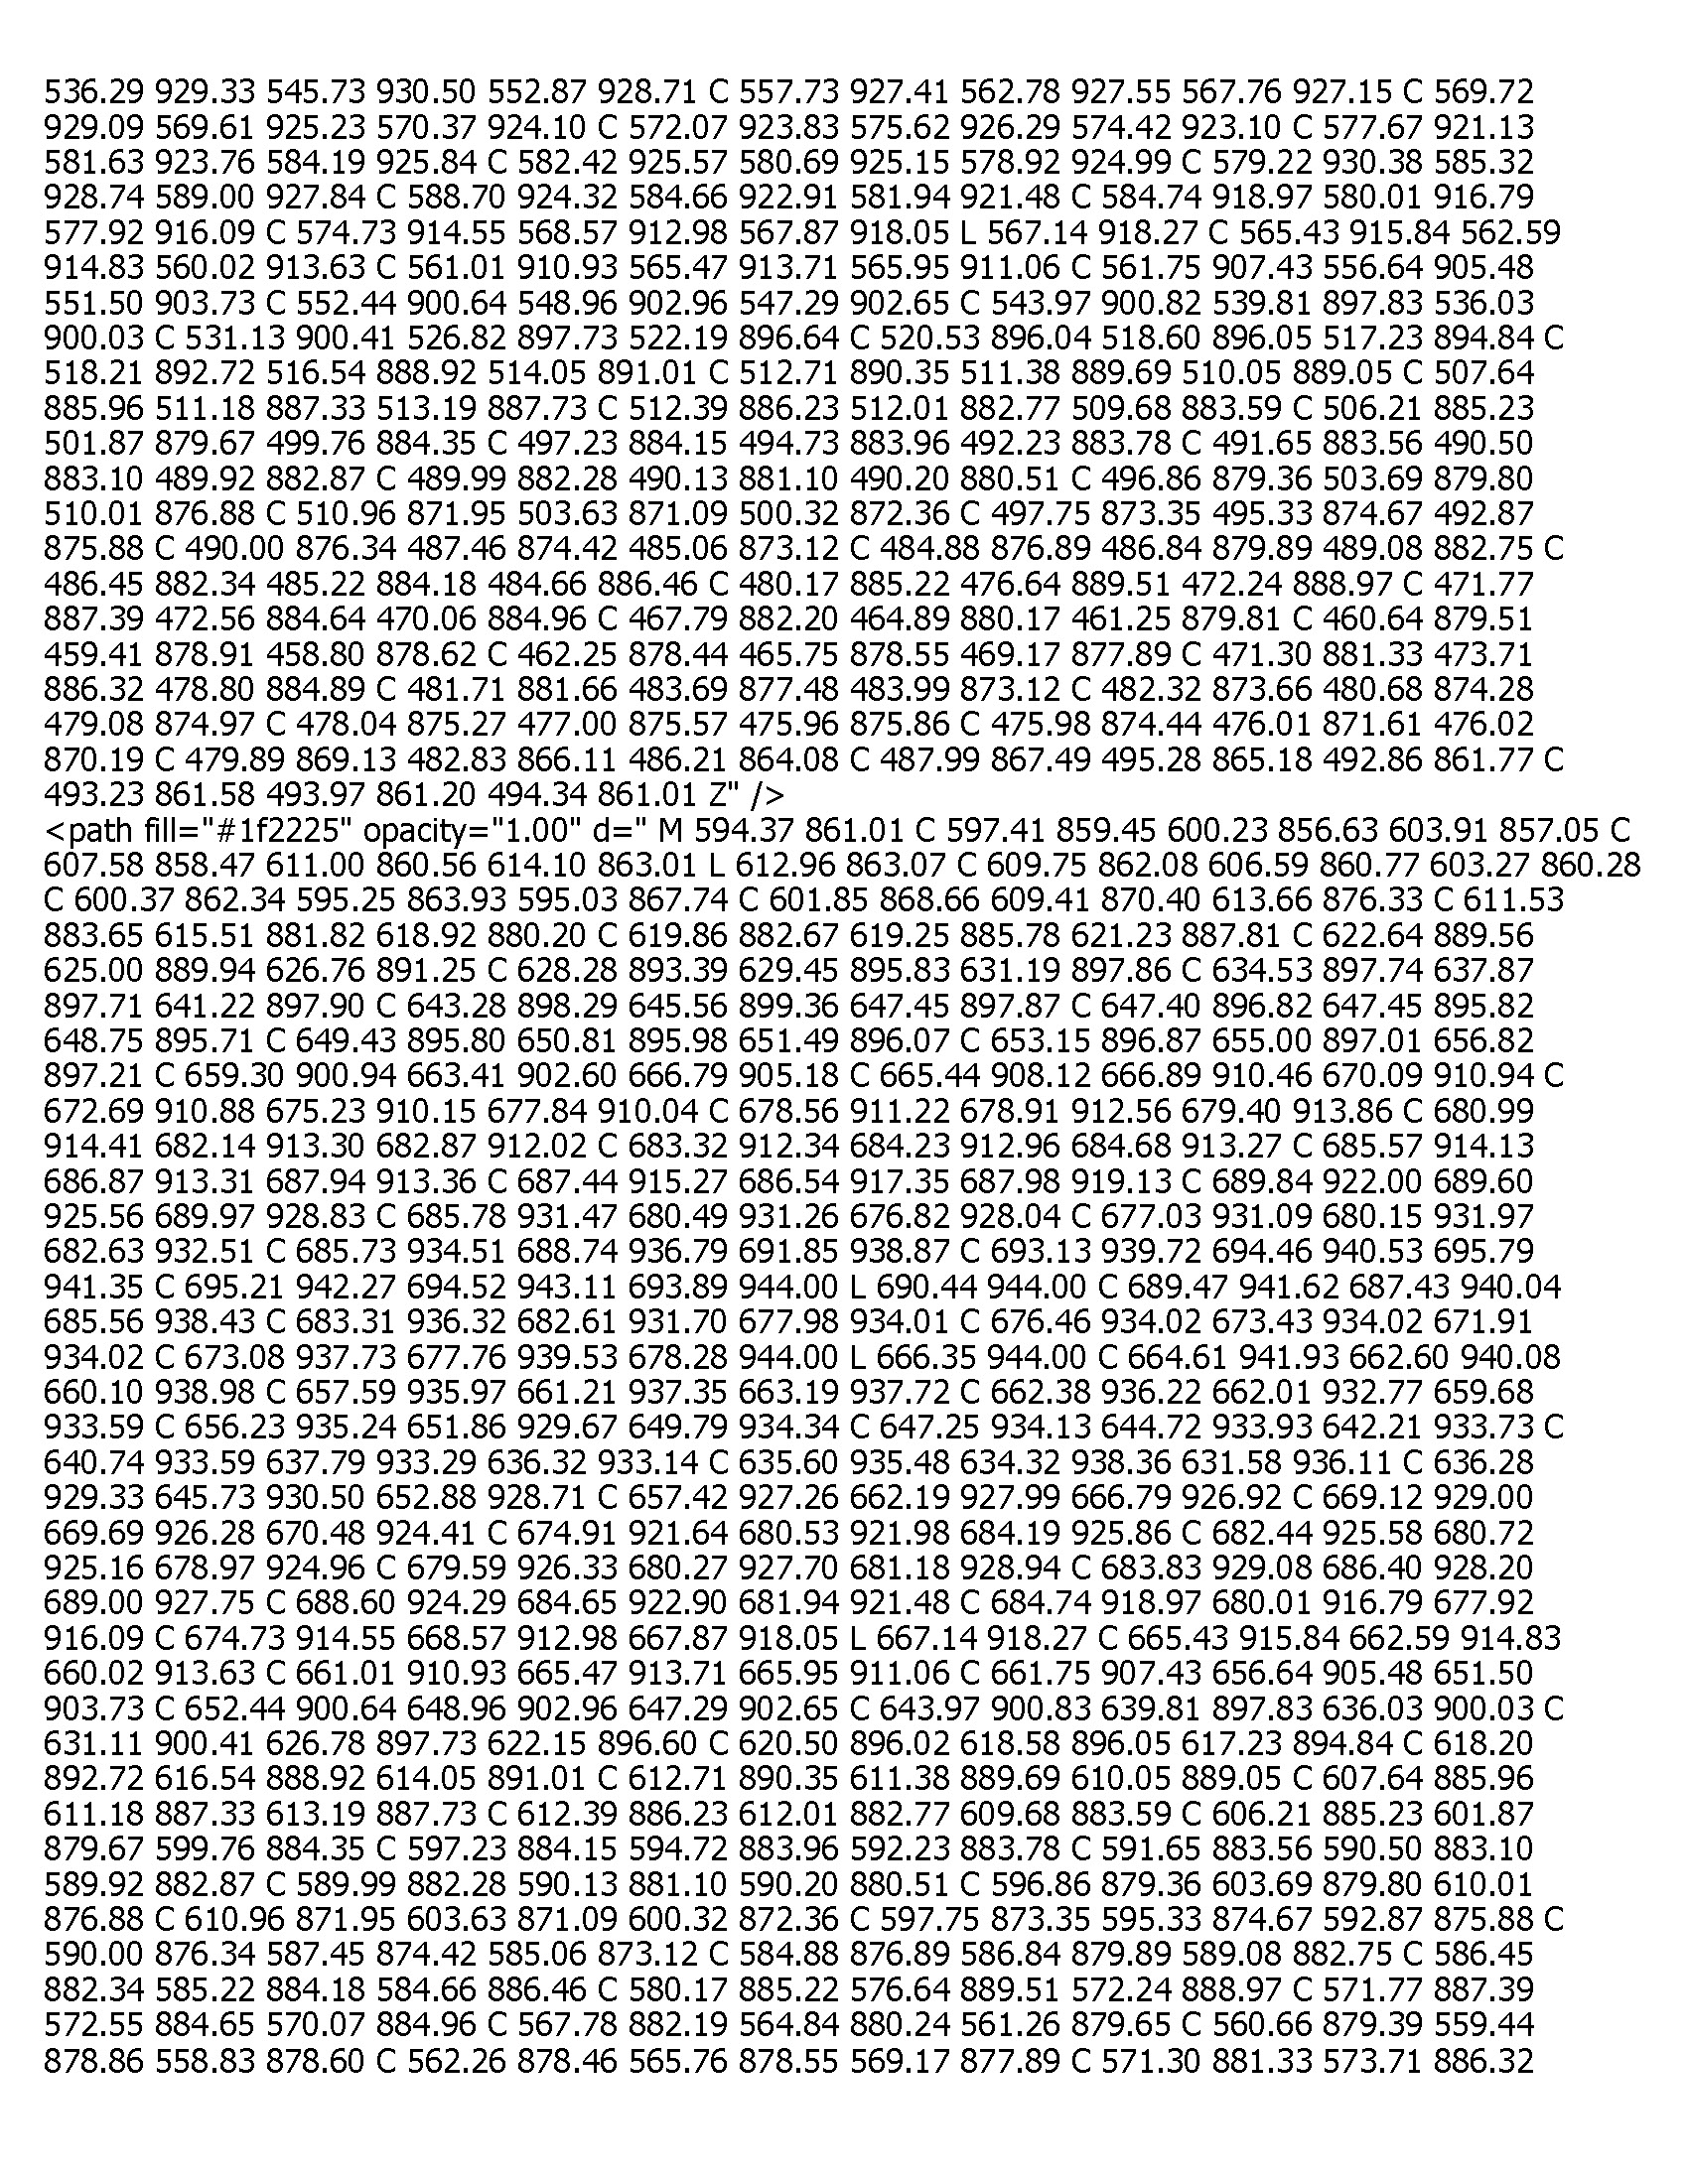 536.29 929.33 545.73 930.50 552.87 928.71 C 557.73 927.41 562.78 927.55 567.76 927.15 C 569.72
929.09 569.61 925.23 570.37 924.10 C 572.07 923.83 575.62 926.29 574.42 923.10 C 577.67 921.13
581.63 923.76 584.19 925.84 C 582.42 925.57 580.69 925.15 578.92 924.99 C 579.22 930.38 585.32
928.74 589.00 927.84 C 588.70 924.32 584.66 922.91 581.94 921.48 C 584.74 918.97 580.01 916.79
577.92 916.09 C 574.73 914.55 568.57 912.98 567.87 918.05 L 567.14 918.27 C 565.43 915.84 562.59
914.83 560.02 913.63 C 561.01 910.93 565.47 913.71 565.95 911.06 C 561.75 907.43 556.64 905.48
551.50 903.73 C 552.44 900.64 548.96 902.96 547.29 902.65 C 543.97 900.82 539.81 897.83 536.03
900.03 C 531.13 900.41 526.82 897.73 522.19 896.64 C 520.53 896.04 518.60 896.05 517.23 894.84 C
518.21 892.72 516.54 888.92 514.05 891.01 C 512.71 890.35 511.38 889.69 510.05 889.05 C 507.64
885.96 511.18 887.33 513.19 887.73 C 512.39 886.23 512.01 882.77 509.68 883.59 C 506.21 885.23
501.87 879.67 499.76 884.35 C 497.23 884.15 494.73 883.96 492.23 883.78 C 491.65 883.56 490.50
883.10 489.92 882.87 C 489.99 882.28 490.13 881.10 490.20 880.51 C 496.86 879.36 503.69 879.80
510.01 876.88 C 510.96 871.95 503.63 871.09 500.32 872.36 C 497.75 873.35 495.33 874.67 492.87
875.88 C 490.00 876.34 487.46 874.42 485.06 873.12 C 484.88 876.89 486.84 879.89 489.08 882.75 C
486.45 882.34 485.22 884.18 484.66 886.46 C 480.17 885.22 476.64 889.51 472.24 888.97 C 471.77
887.39 472.56 884.64 470.06 884.96 C 467.79 882.20 464.89 880.17 461.25 879.81 C 460.64 879.51
459.41 878.91 458.80 878.62 C 462.25 878.44 465.75 878.55 469.17 877.89 C 471.30 881.33 473.71
886.32 478.80 884.89 C 481.71 881.66 483.69 877.48 483.99 873.12 C 482.32 873.66 480.68 874.28
479.08 874.97 C 478.04 875.27 477.00 875.57 475.96 875.86 C 475.98 874.44 476.01 871.61 476.02
870.19 C 479.89 869.13 482.83 866.11 486.21 864.08 C 487.99 867.49 495.28 865.18 492.86 861.77 C
493.23 861.58 493.97 861.20 494.34 861.01 Z" />
<path fill="#1f2225" opacity="1.00" d=" M 594.37 861.01 C 597.41 859.45 600.23 856.63 603.91 857.05 C
607.58 858.47 611.00 860.56 614.10 863.01 L 612.96 863.07 C 609.75 862.08 606.59 860.77 603.27 860.28
C 600.37 862.34 595.25 863.93 595.03 867.74 C 601.85 868.66 609.41 870.40 613.66 876.33 C 611.53
883.65 615.51 881.82 618.92 880.20 C 619.86 882.67 619.25 885.78 621.23 887.81 C 622.64 889.56
625.00 889.94 626.76 891.25 C 628.28 893.39 629.45 895.83 631.19 897.86 C 634.53 897.74 637.87
897.71 641.22 897.90 C 643.28 898.29 645.56 899.36 647.45 897.87 C 647.40 896.82 647.45 895.82
648.75 895.71 C 649.43 895.80 650.81 895.98 651.49 896.07 C 653.15 896.87 655.00 897.01 656.82
897.21 C 659.30 900.94 663.41 902.60 666.79 905.18 C 665.44 908.12 666.89 910.46 670.09 910.94 C
672.69 910.88 675.23 910.15 677.84 910.04 C 678.56 911.22 678.91 912.56 679.40 913.86 C 680.99
914.41 682.14 913.30 682.87 912.02 C 683.32 912.34 684.23 912.96 684.68 913.27 C 685.57 914.13
686.87 913.31 687.94 913.36 C 687.44 915.27 686.54 917.35 687.98 919.13 C 689.84 922.00 689.60
925.56 689.97 928.83 C 685.78 931.47 680.49 931.26 676.82 928.04 C 677.03 931.09 680.15 931.97
682.63 932.51 C 685.73 934.51 688.74 936.79 691.85 938.87 C 693.13 939.72 694.46 940.53 695.79
941.35 C 695.21 942.27 694.52 943.11 693.89 944.00 L 690.44 944.00 C 689.47 941.62 687.43 940.04
685.56 938.43 C 683.31 936.32 682.61 931.70 677.98 934.01 C 676.46 934.02 673.43 934.02 671.91
934.02 C 673.08 937.73 677.76 939.53 678.28 944.00 L 666.35 944.00 C 664.61 941.93 662.60 940.08
660.10 938.98 C 657.59 935.97 661.21 937.35 663.19 937.72 C 662.38 936.22 662.01 932.77 659.68
933.59 C 656.23 935.24 651.86 929.67 649.79 934.34 C 647.25 934.13 644.72 933.93 642.21 933.73 C
640.74 933.59 637.79 933.29 636.32 933.14 C 635.60 935.48 634.32 938.36 631.58 936.11 C 636.28
929.33 645.73 930.50 652.88 928.71 C 657.42 927.26 662.19 927.99 666.79 926.92 C 669.12 929.00
669.69 926.28 670.48 924.41 C 674.91 921.64 680.53 921.98 684.19 925.86 C 682.44 925.58 680.72
925.16 678.97 924.96 C 679.59 926.33 680.27 927.70 681.18 928.94 C 683.83 929.08 686.40 928.20
689.00 927.75 C 688.60 924.29 684.65 922.90 681.94 921.48 C 684.74 918.97 680.01 916.79 677.92
916.09 C 674.73 914.55 668.57 912.98 667.87 918.05 L 667.14 918.27 C 665.43 915.84 662.59 914.83
660.02 913.63 C 661.01 910.93 665.47 913.71 665.95 911.06 C 661.75 907.43 656.64 905.48 651.50
903.73 C 652.44 900.64 648.96 902.96 647.29 902.65 C 643.97 900.83 639.81 897.83 636.03 900.03 C
631.11 900.41 626.78 897.73 622.15 896.60 C 620.50 896.02 618.58 896.05 617.23 894.84 C 618.20
892.72 616.54 888.92 614.05 891.01 C 612.71 890.35 611.38 889.69 610.05 889.05 C 607.64 885.96
611.18 887.33 613.19 887.73 C 612.39 886.23 612.01 882.77 609.68 883.59 C 606.21 885.23 601.87
879.67 599.76 884.35 C 597.23 884.15 594.72 883.96 592.23 883.78 C 591.65 883.56 590.50 883.10
589.92 882.87 C 589.99 882.28 590.13 881.10 590.20 880.51 C 596.86 879.36 603.69 879.80 610.01
876.88 C 610.96 871.95 603.63 871.09 600.32 872.36 C 597.75 873.35 595.33 874.67 592.87 875.88 C
590.00 876.34 587.45 874.42 585.06 873.12 C 584.88 876.89 586.84 879.89 589.08 882.75 C 586.45
882.34 585.22 884.18 584.66 886.46 C 580.17 885.22 576.64 889.51 572.24 888.97 C 571.77 887.39
572.55 884.65 570.07 884.96 C 567.78 882.19 564.84 880.24 561.26 879.65 C 560.66 879.39 559.44
878.86 558.83 878.60 C 562.26 878.46 565.76 878.55 569.17 877.89 C 571.30 881.33 573.71 886.32